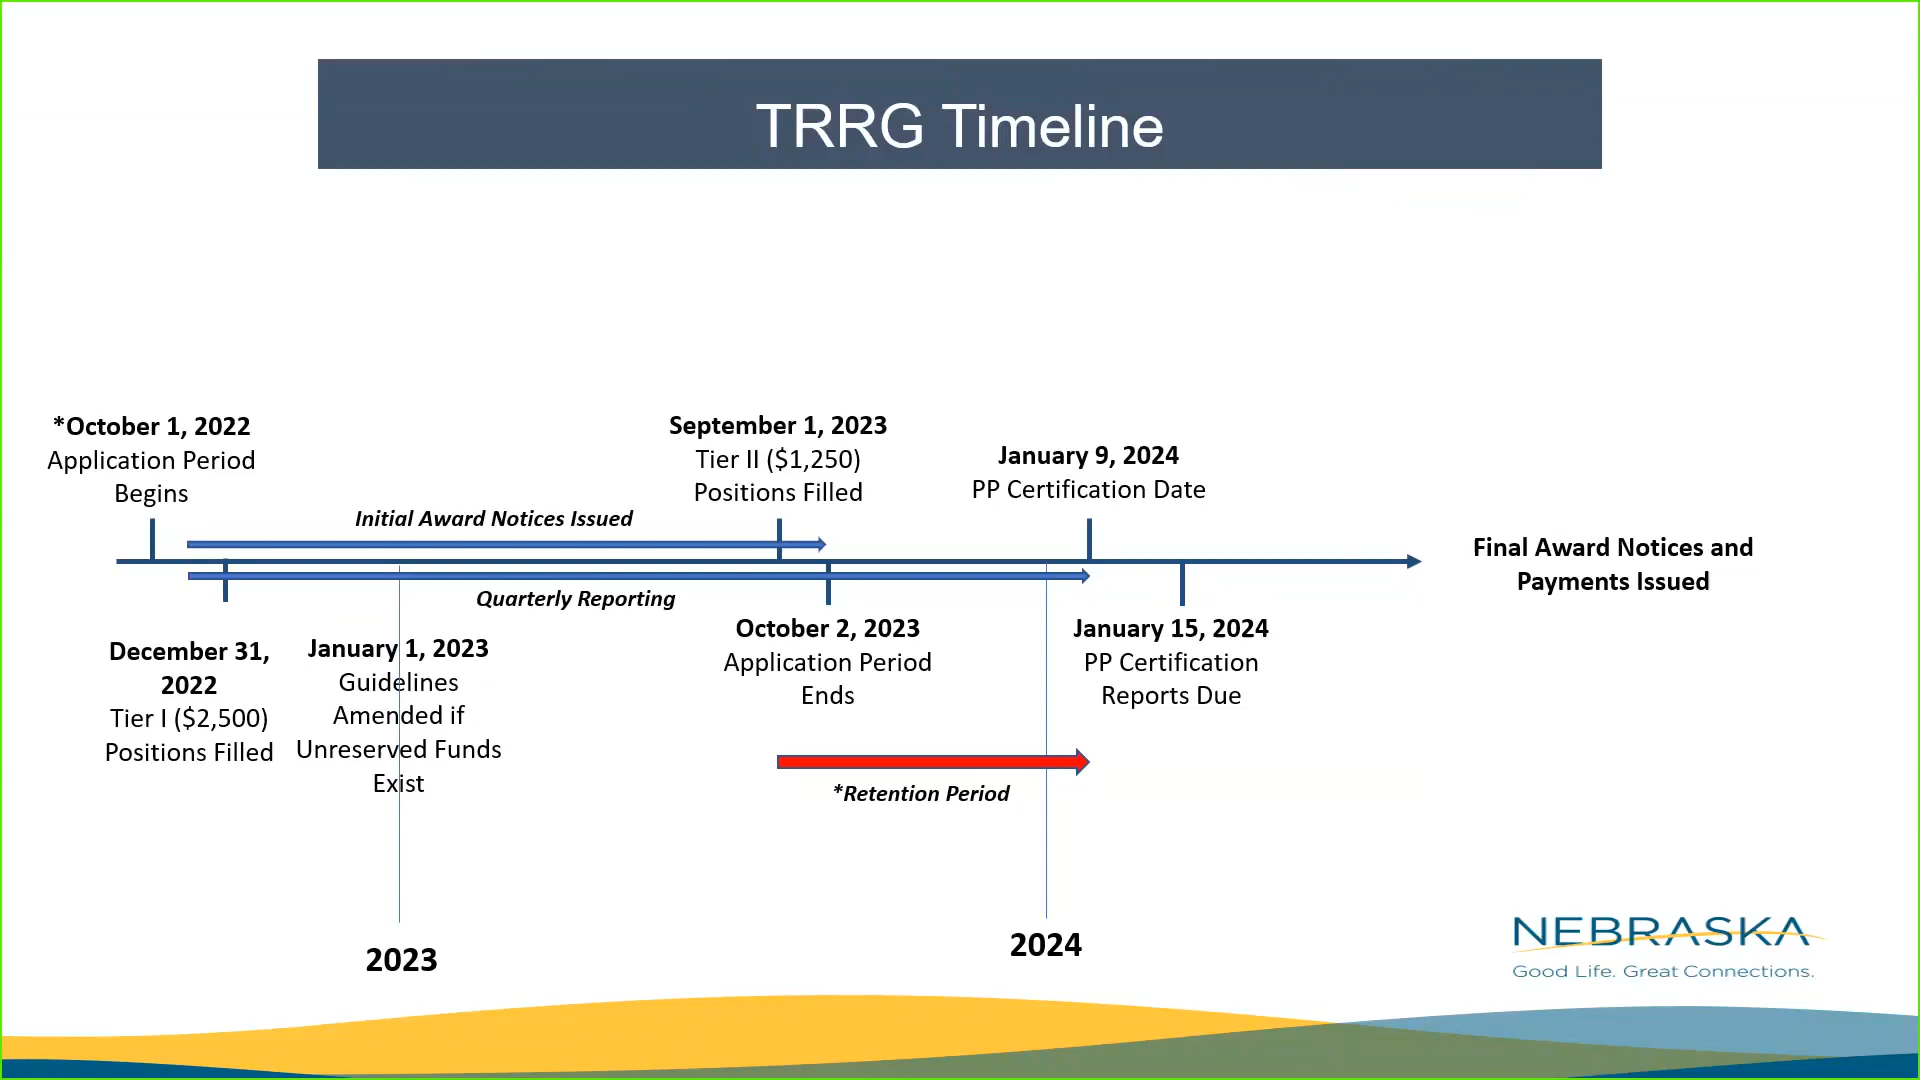 TRRG Timeline
*October 1, 2022
Application Period
Begins
September 1, 2023
Tier II ($1,250)
Positions Filled
January 9, 2024
PP Certification Date
Initial Award Notices Issued
Final Award Notices and
Payments Issued
Quarterly Reporting
December 31,
2022
Tier I ($2,500)
Positions Filled
January 1, 2023
Guidelines
Amended if
Unreserved Funds
Exist
October 2, 2023
Application Period
Ends
January 15, 2024
PP Certification
Reports Due
*Retention Period
2023
2024
NEBRASKA
Good Life. Great Connections.